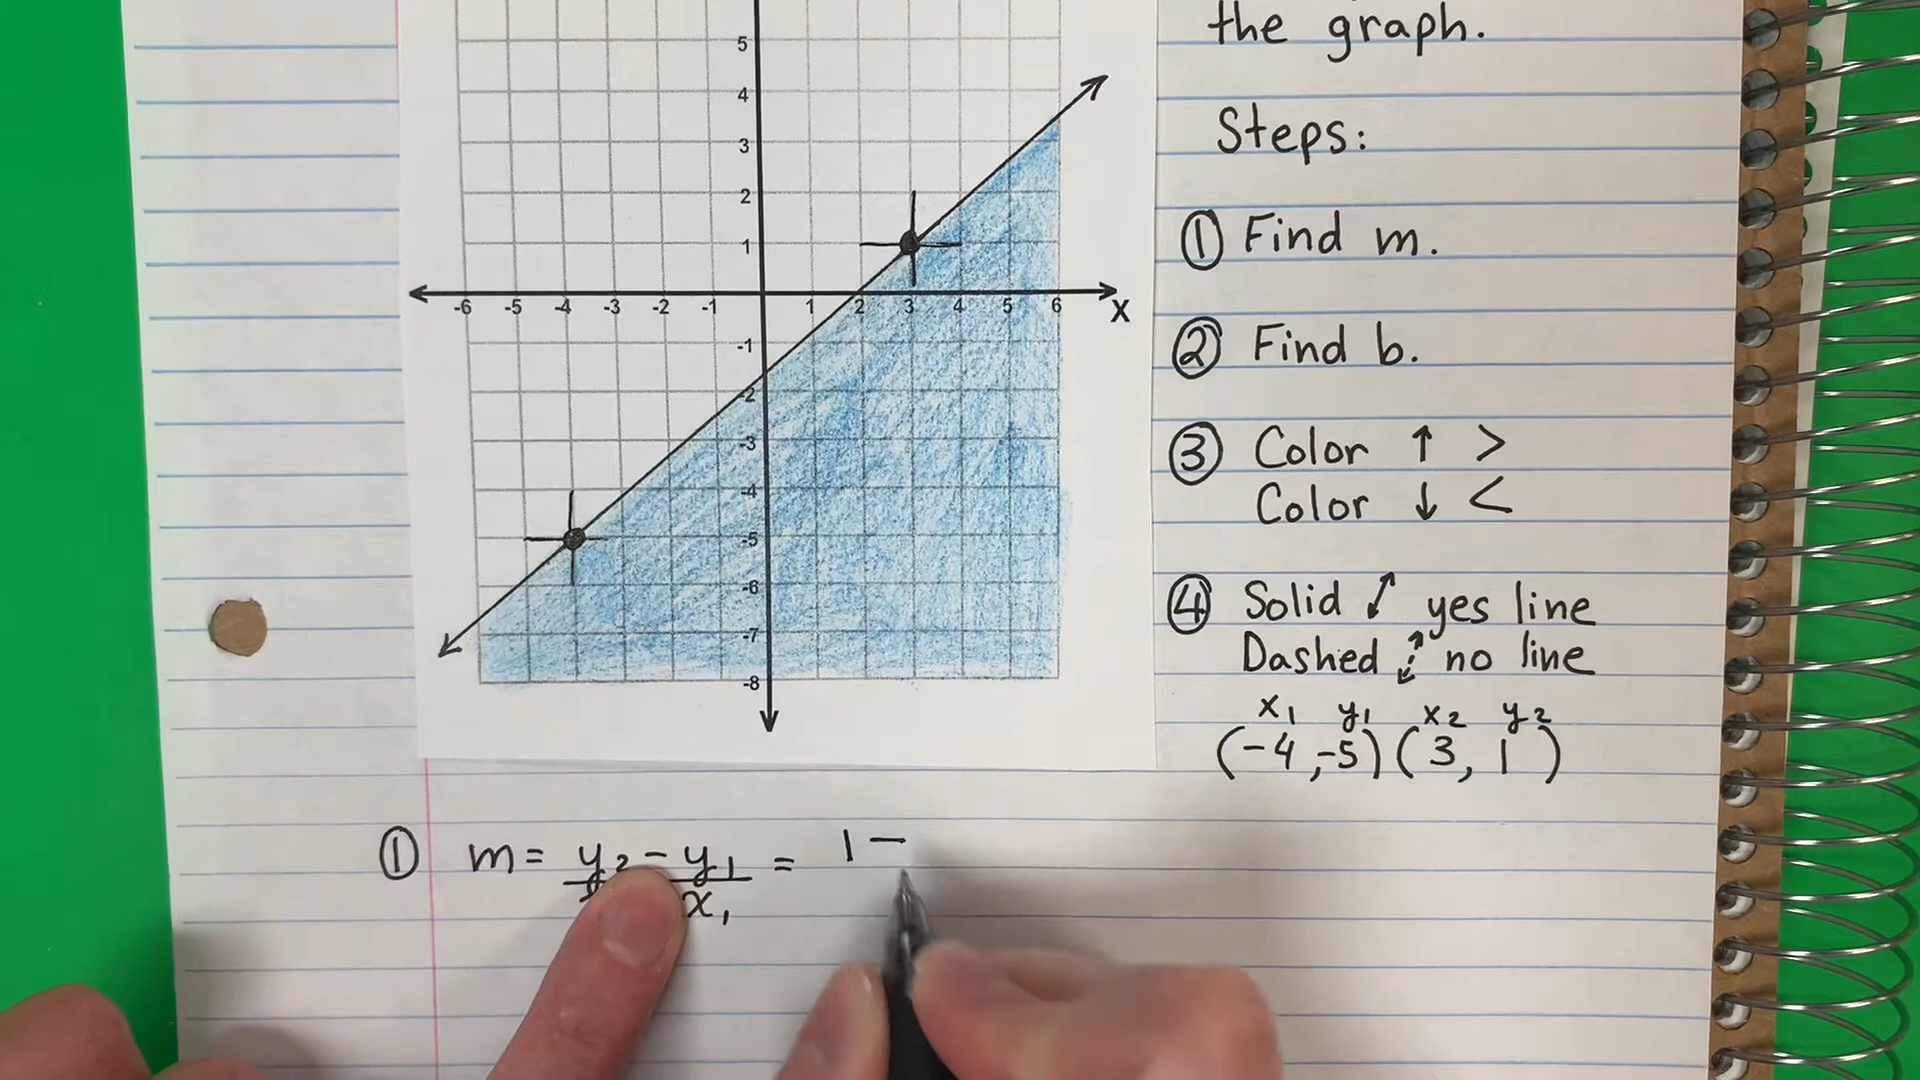 the graph.
Steps:
① Find m.
② Find b.
③ Color ↑ >
Color ↓ <
④ Solid ↗ yes line
Dashed ⤢ no line
x₁ y₁ x₂ y₂
(-4,-5) (3, 1)
5
4
3
2
1
-6 -5 -4 -3 -2 -1 1 2 3 4 5 6 X
-1
-2
-3
-4
-5
-6
-7
-8
① m = y₂ - y₁ = 1 -
x₁